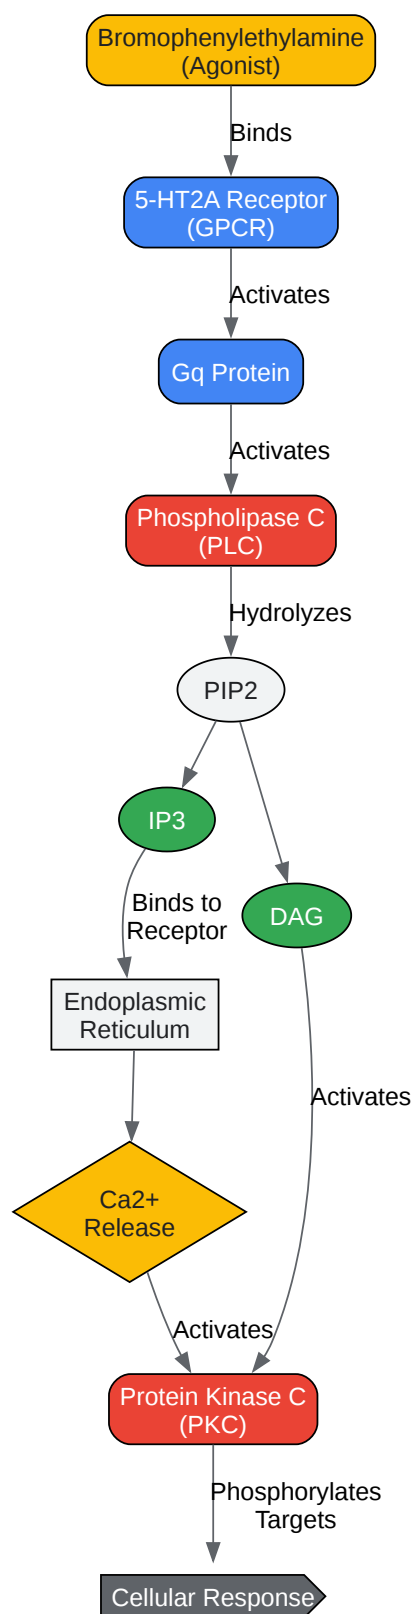 Bromophenylethylamine
(Agonist)
Binds
5-HT2A Receptor
(GPCR)
Activates
Gq Protein
Activates
Phospholipase C
(PLC)
Hydrolyzes
PIP2
IP3
DAG
Binds to
Receptor
Endoplasmic
Reticulum
Activates
Ca2+
Release
Activates
Protein Kinase C
(PKC)
Phosphorylates
Targets
Cellular Response